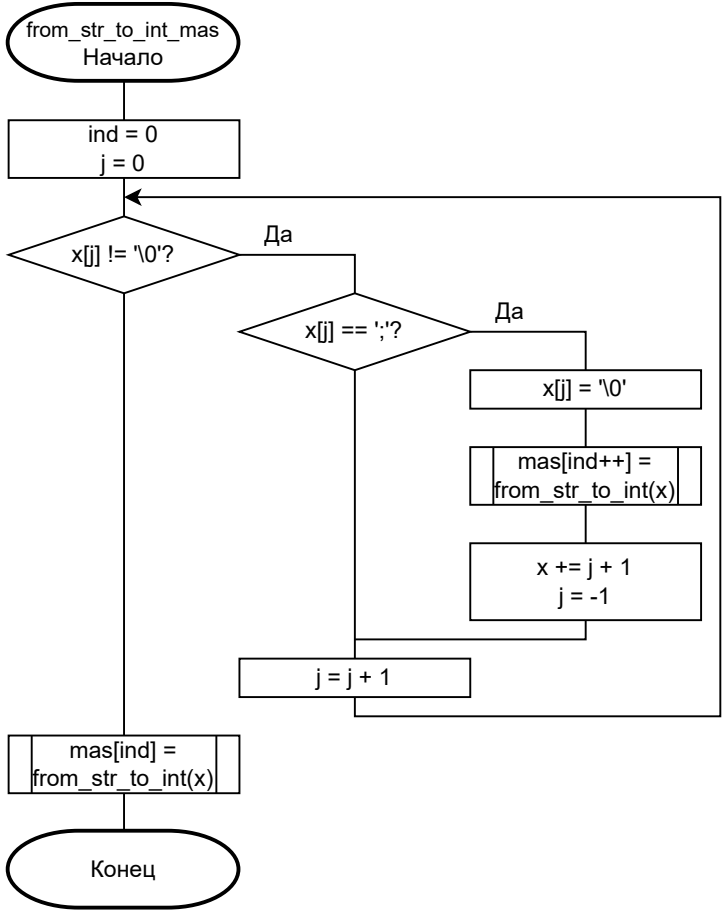 from_str_to_int_mas
Начало
ind = 0
j = 0
x[j] != '\0'?
Да
x[j] == ';'?
Да
x[j] = '\0'
mas[ind++] =
from_str_to_int(x)
x += j + 1
j = -1
j = j + 1
mas[ind] =
from_str_to_int(x)
Конец